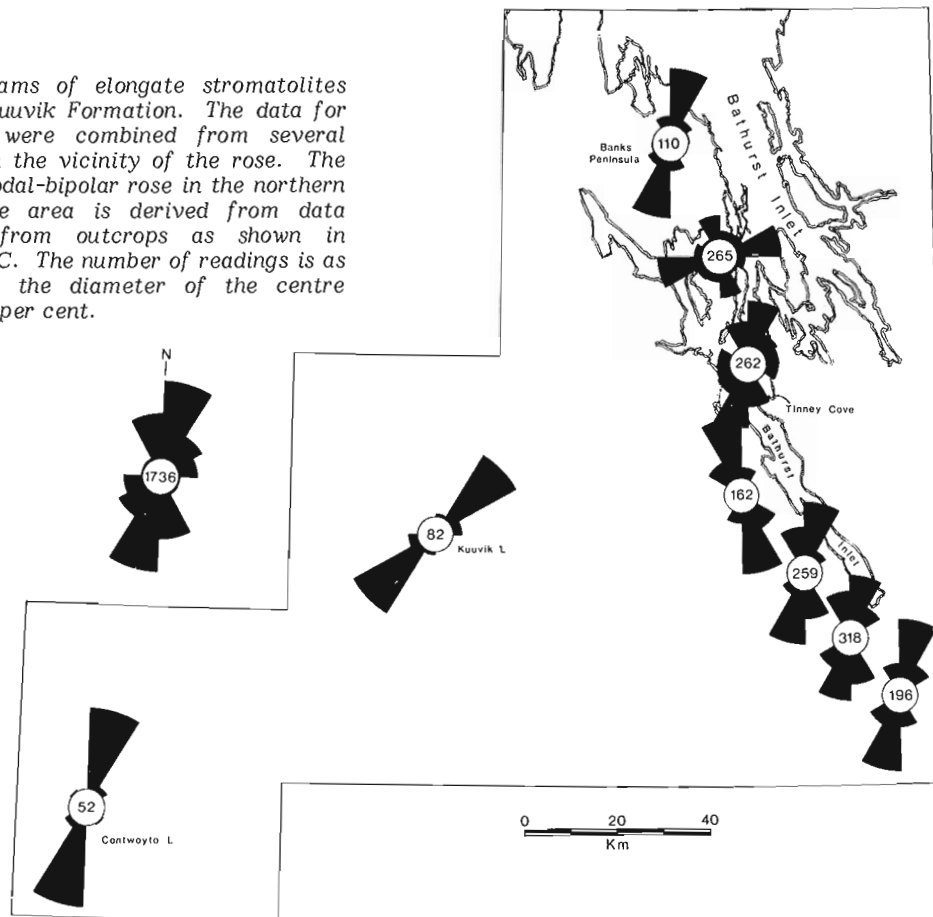 ams of elongate stromatolites
uuvik Formation. The data for
were combined from several
the vicinity of the rose. The
odal-bipolar rose in the northern
e area is derived from data
from outcrops as shown in
C. The number of readings is as
the diameter of the centre
per cent.
Bathurst Inlet
Banks
Peninsula
110
265
262
Tinney Cove
N
1736
Bathurst
162
82
Kuuvik L
Inlet
259
318
196
52
Contwoyto L
0 20 40
Km